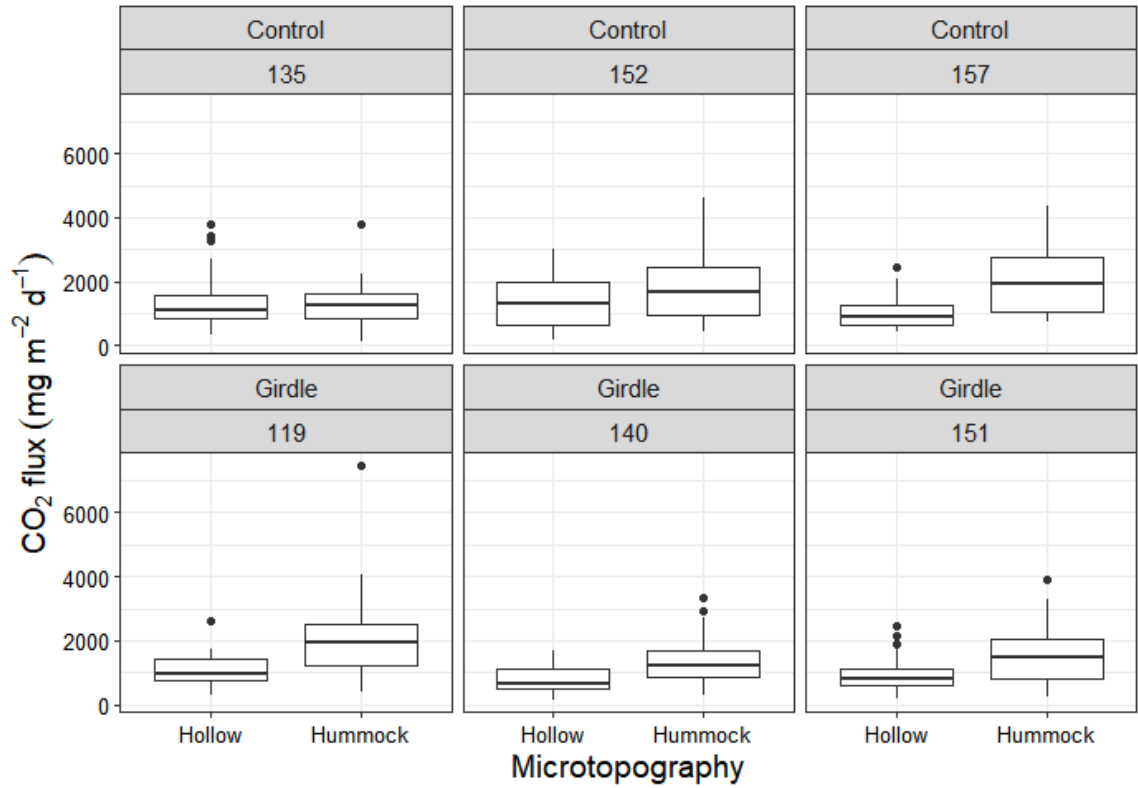 Control Control Control
135 152 157
6000
4000
2000
0
Girdle Girdle Girdle
119 140 151
6000
4000
2000
0
CO₂ flux (mg m⁻² d⁻¹)
Hollow Hummock Hollow Hummock Hollow Hummock
Microtopography